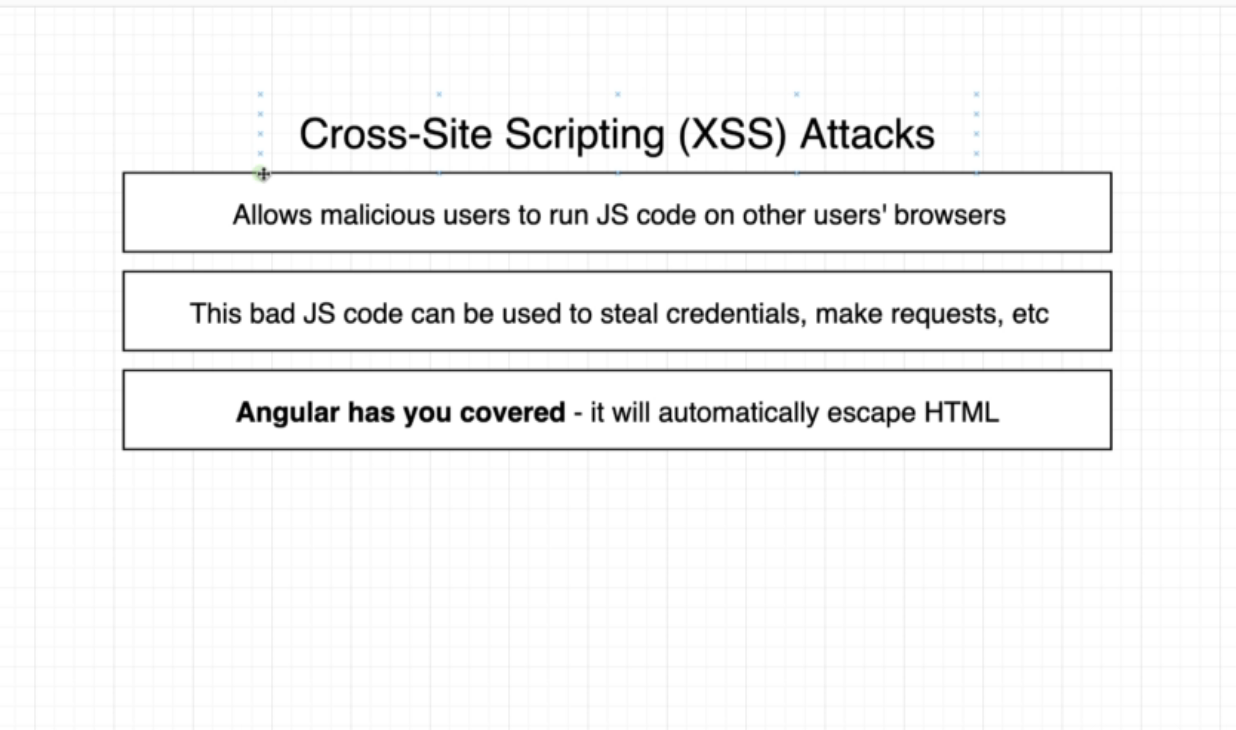 Cross-Site Scripting (XSS) Attacks
Allows malicious users to run JS code on other users' browsers
This bad JS code can be used to steal credentials, make requests, etc
Angular has you covered - it will automatically escape HTML